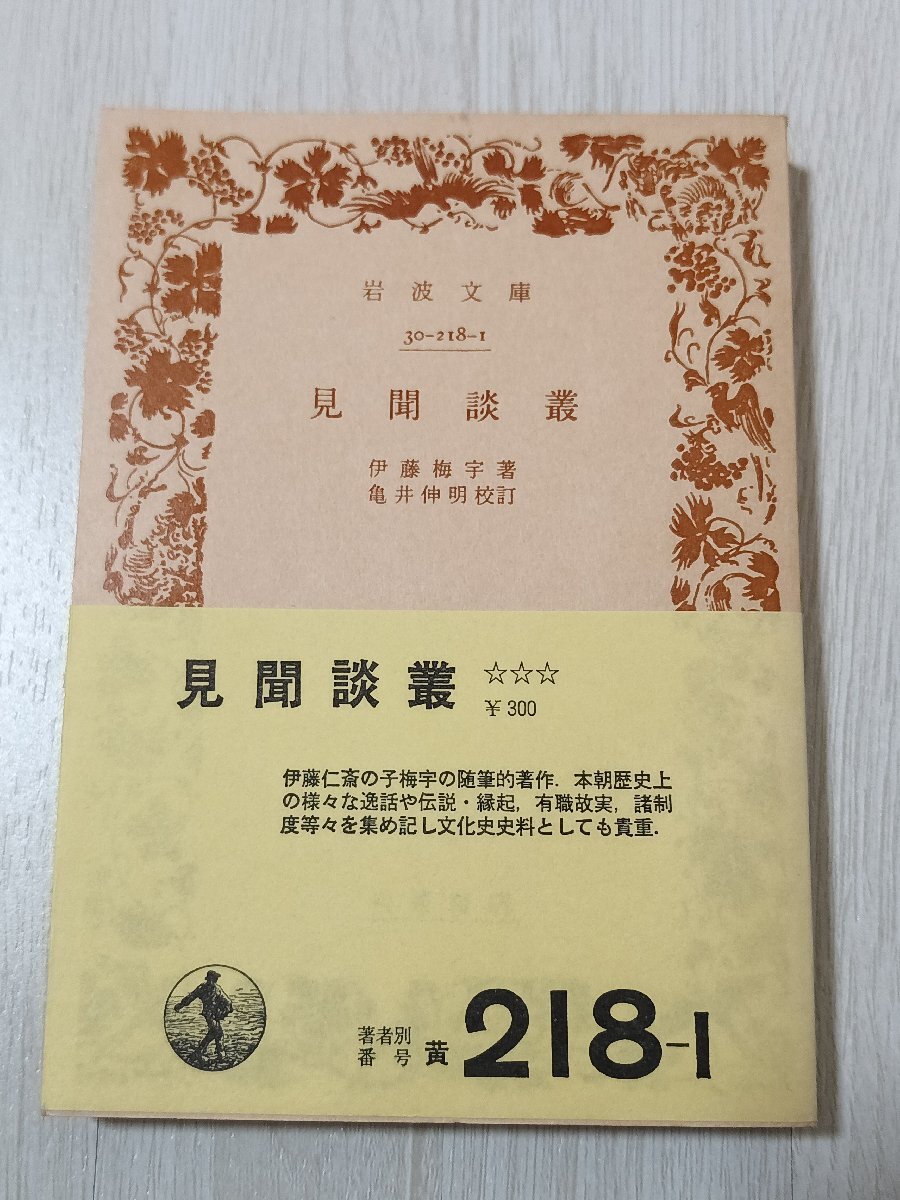 岩波文庫
30-218-1
見聞談叢
伊藤梅宇著
亀井伸明校訂
見聞談叢 ☆☆☆
¥300
伊藤仁斎の子梅宇の随筆的著作．本朝歴史上
の様々な逸話や伝説・縁起，有職故実，諸制
度等々を集め記し文化史史料としても貴重．
著者別
番号 黄 218-1